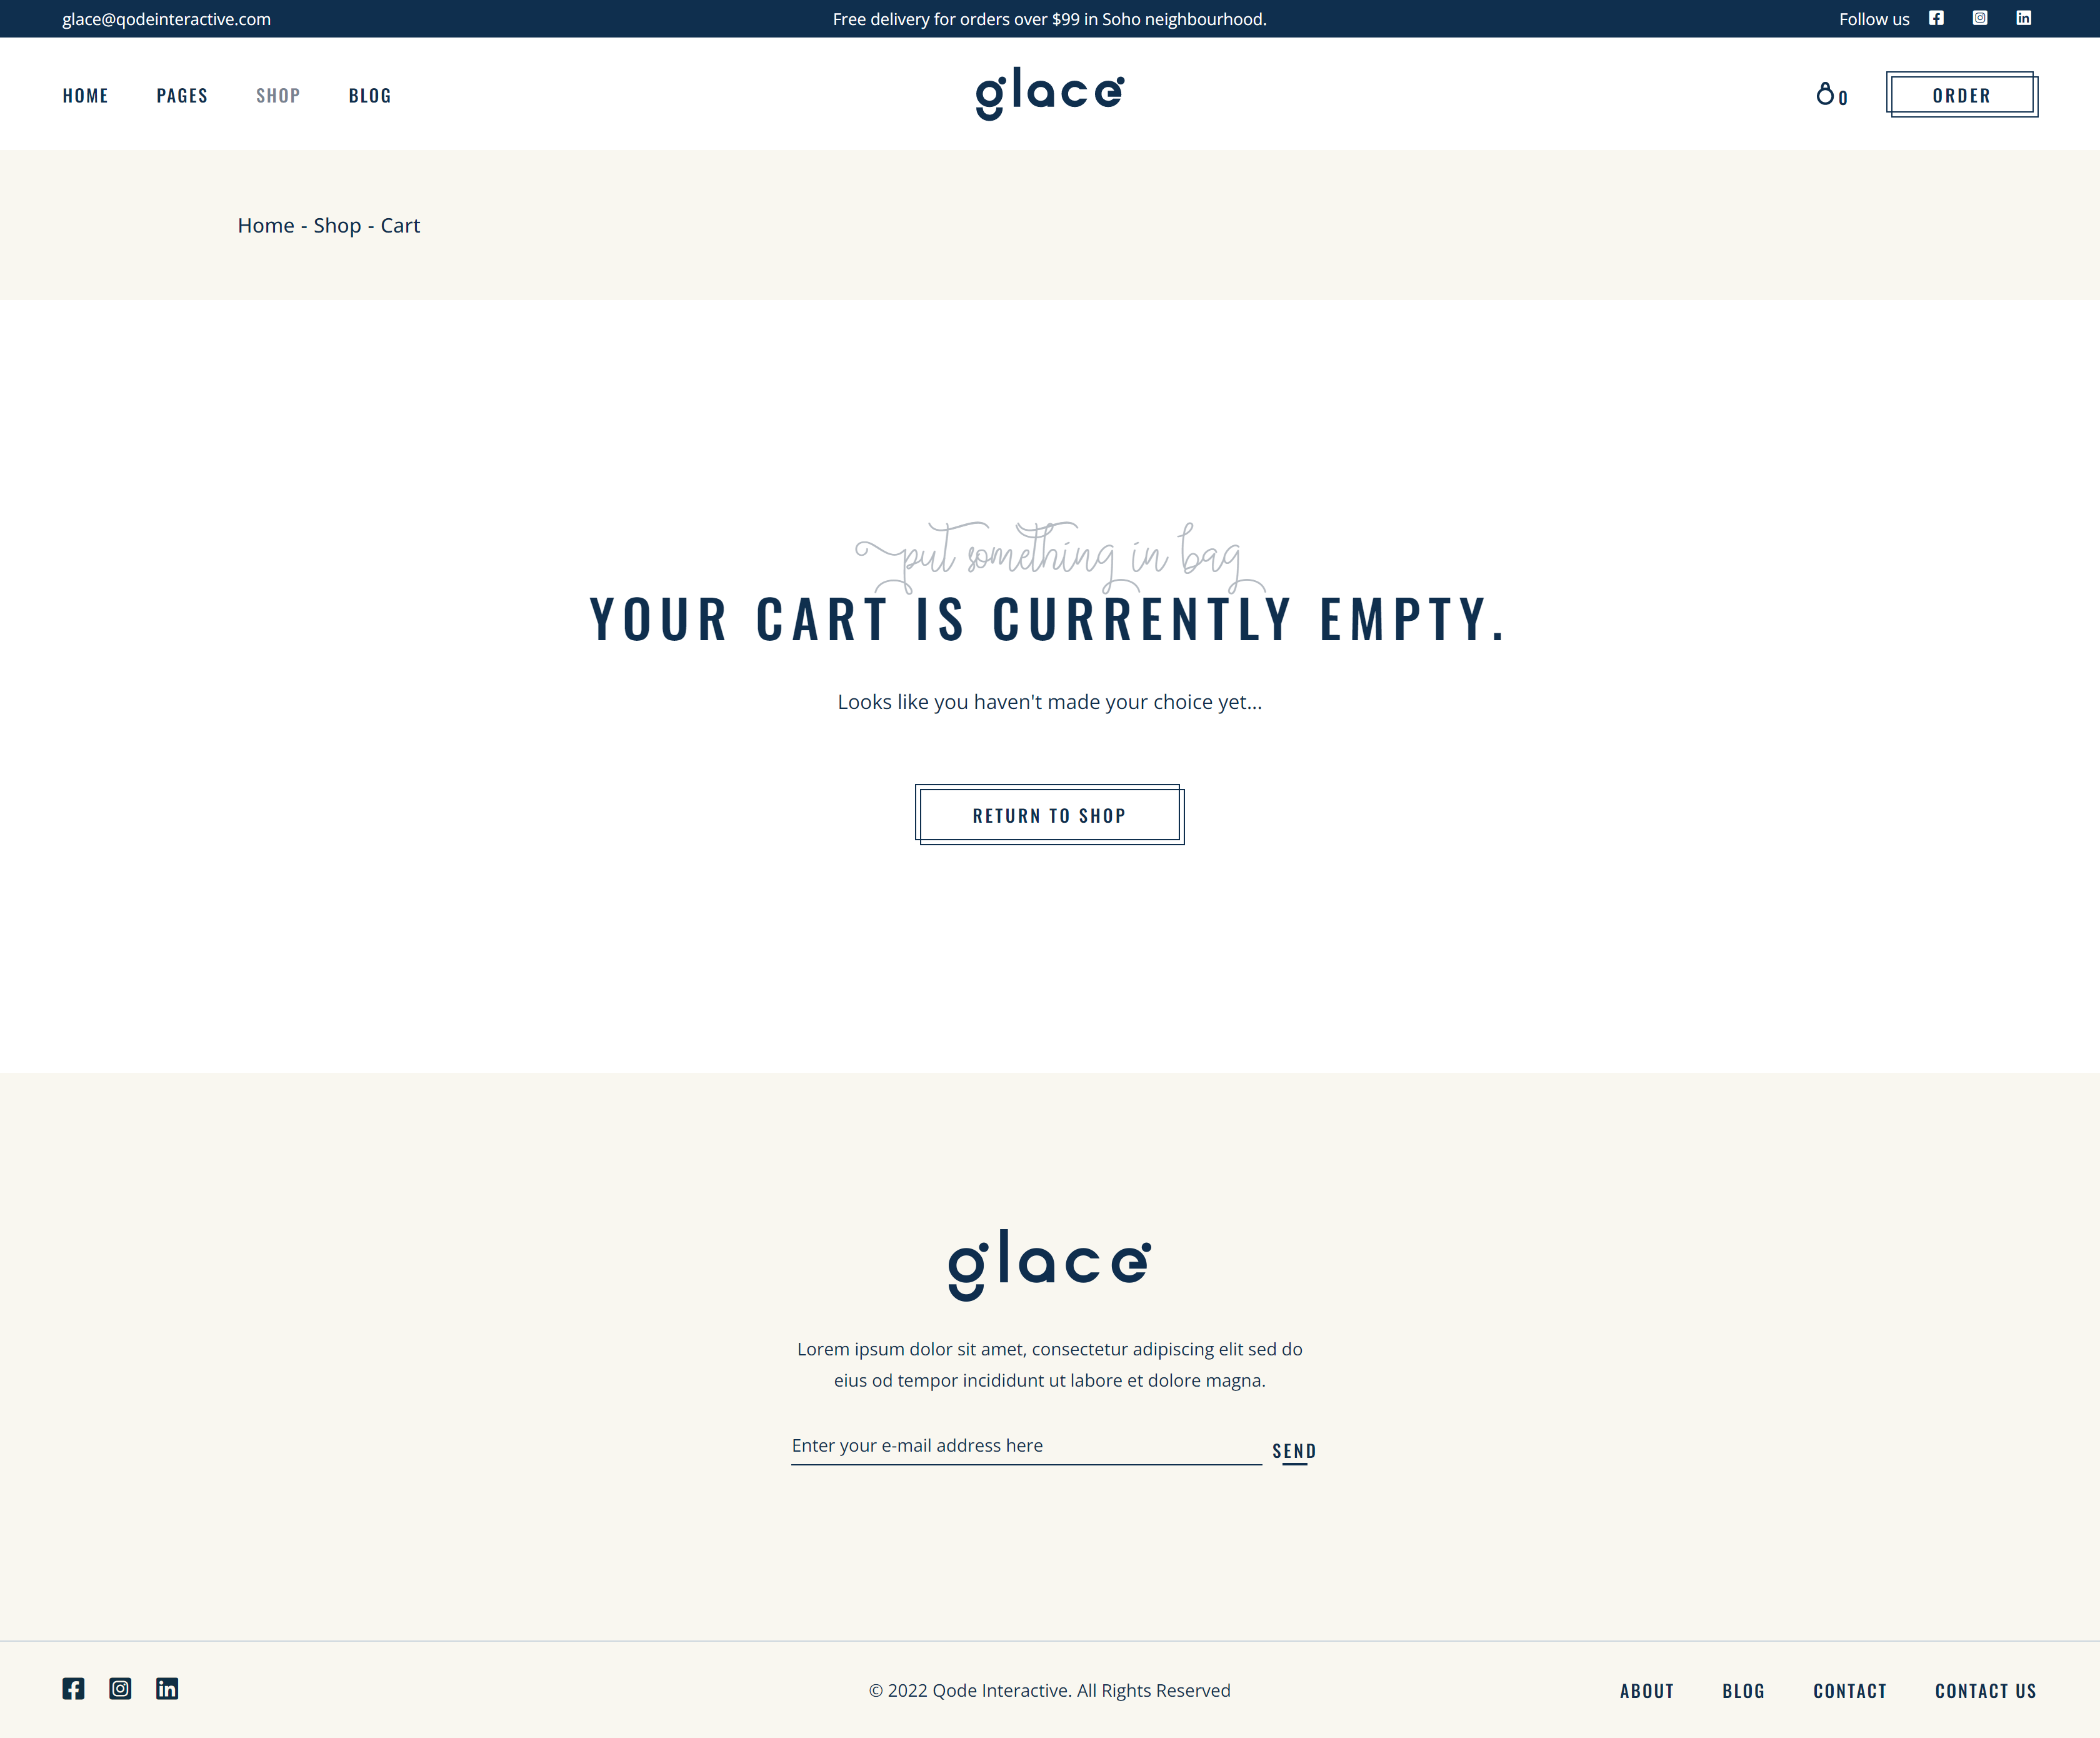 glace@qodeinteractive.com
Free delivery for orders over $99 in Soho neighbourhood.
Follow us
HOME PAGES SHOP BLOG
glace
0
ORDER
Home - Shop - Cart
put something in bag
YOUR CART IS CURRENTLY EMPTY.
Looks like you haven't made your choice yet...
RETURN TO SHOP
glace
Lorem ipsum dolor sit amet, consectetur adipiscing elit sed do
eius od tempor incididunt ut labore et dolore magna.
Enter your e-mail address here
SEND
© 2022 Qode Interactive. All Rights Reserved
ABOUT BLOG CONTACT CONTACT US